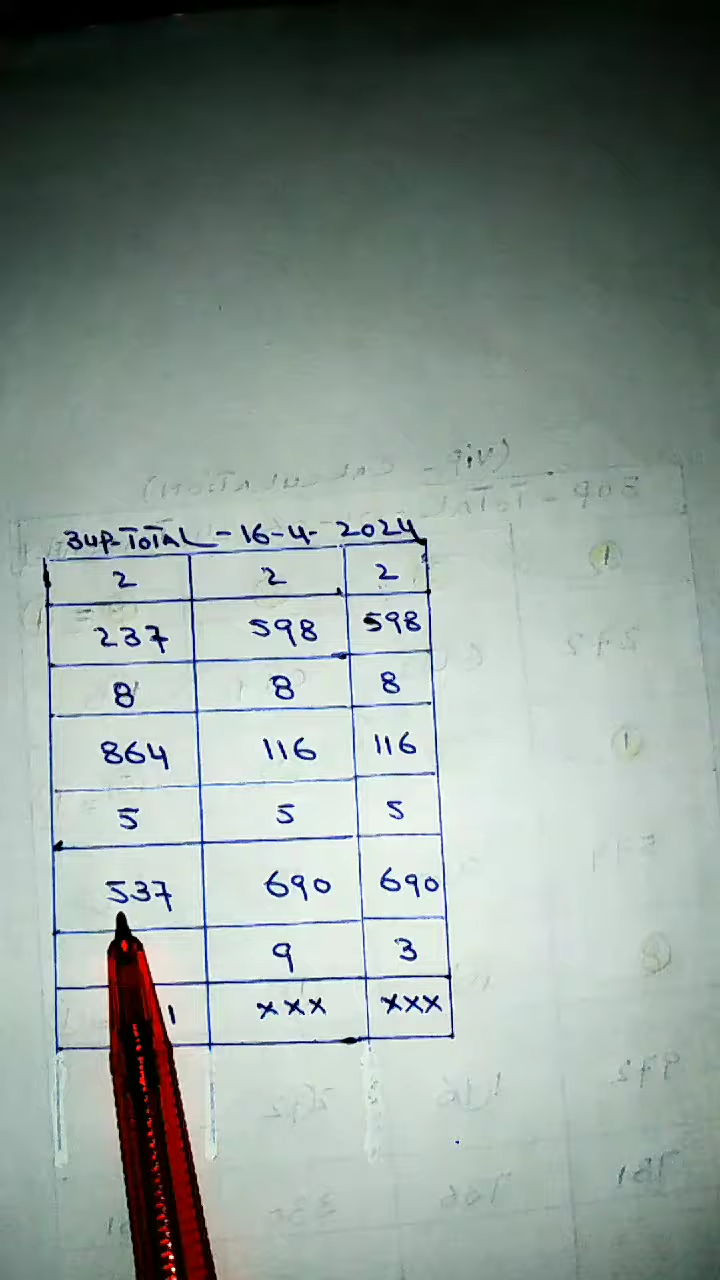 3up-TOTAL-16-4-2024
2 2 2
237 598 598
8 8 8
864 116 116
5 5 5
537 690 690
9 3
1 xxx xxx